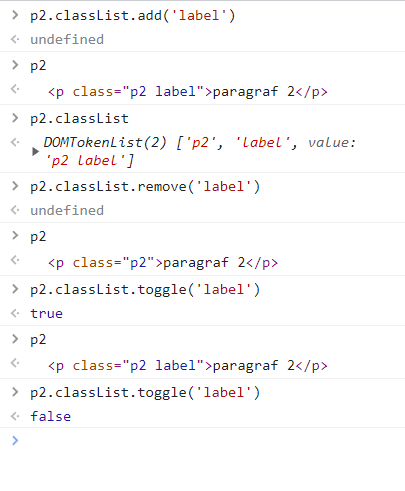 p2.classList.add('label')
undefined
p2
<p class="p2 label">paragraf 2</p>
p2.classList
DOMTokenList(2) ['p2', 'label', value:
'p2 label']
p2.classList.remove('label')
undefined
p2
<p class="p2">paragraf 2</p>
p2.classList.toggle('label')
true
p2
<p class="p2 label">paragraf 2</p>
p2.classList.toggle('label')
false